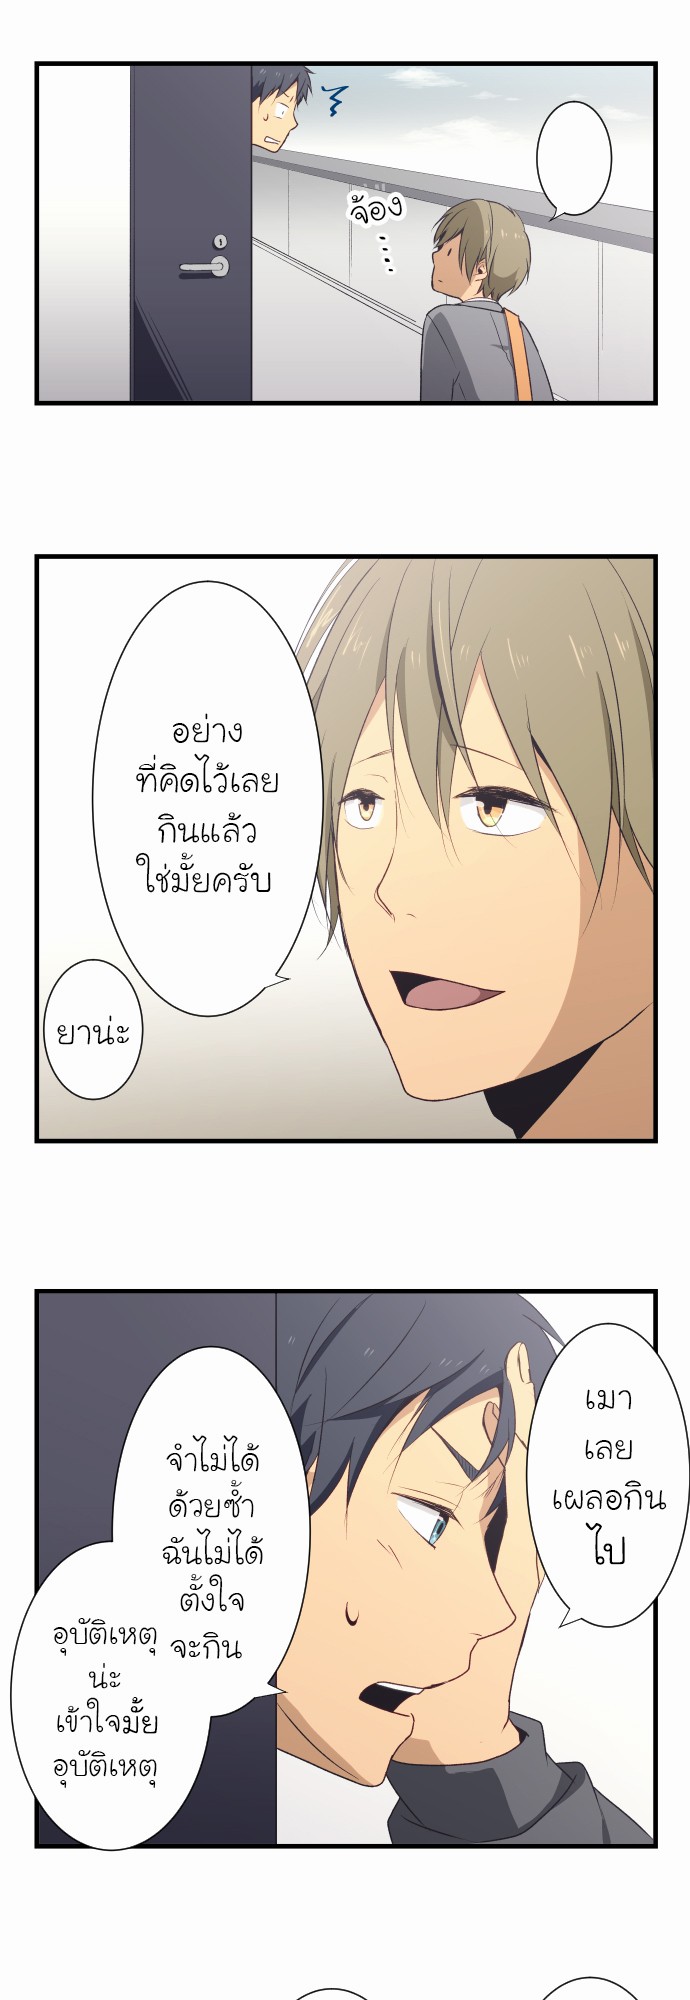 จ้อง
....
อย่าง
ที่คิดไว้เลย
กินแล้ว
ใช่มั้ยครับ
ยาน่ะ
เมา
เลย
เผลอกิน
ไป
จำไม่ได้
ด้วยซ้ำ
ฉันไม่ได้
ตั้งใจ
จะกิน
อุบัติเหตุ
น่ะ
เข้าใจมั้ย
อุบัติเหตุ